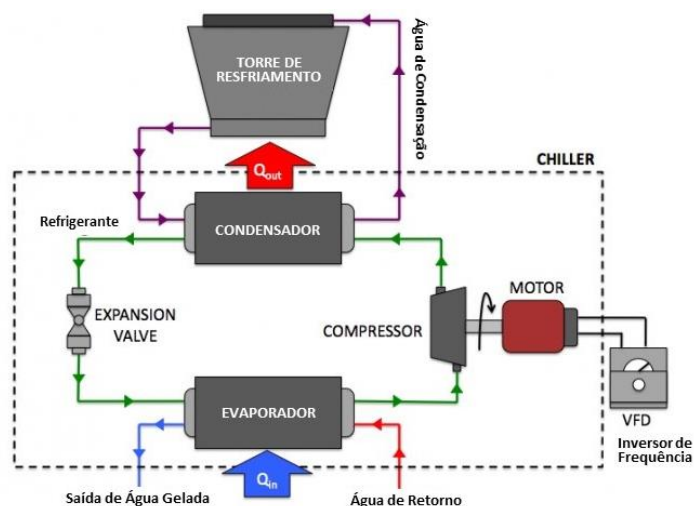 TORRE DE
RESFRIAMENTO
Água de Condensação
Qout
CHILLER
Refrigerante
CONDENSADOR
EXPANSION
VALVE
COMPRESSOR
MOTOR
EVAPORADOR
VFD
Inversor de
Frequência
Qin
Saída de Água Gelada
Água de Retorno